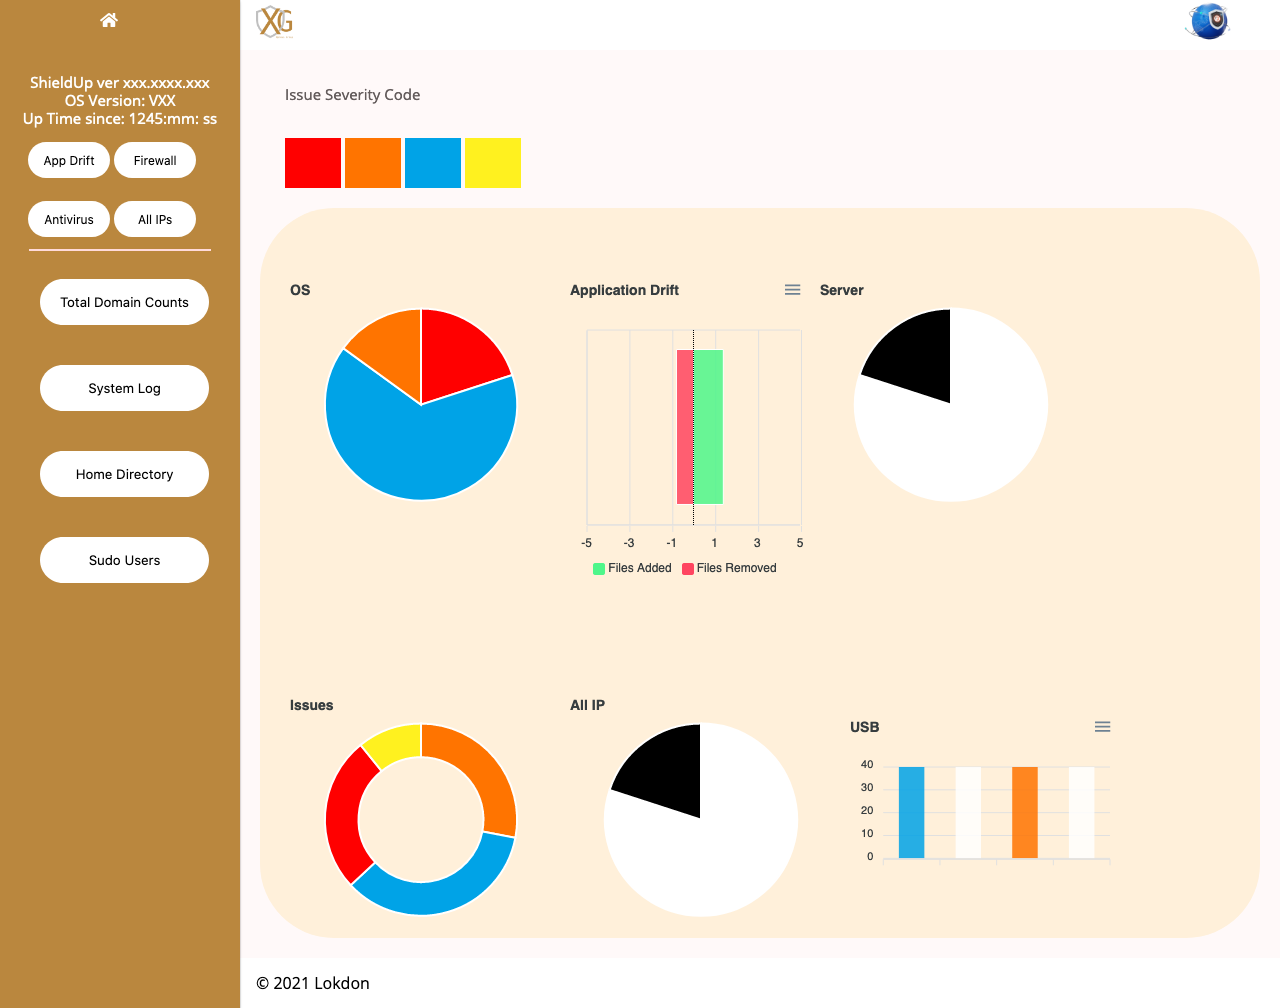 XG
ShieldUp ver xxx.xxxx.xxx
OS Version: VXX
Up Time since: 1245:mm: ss
App Drift Firewall
Antivirus All IPs
Total Domain Counts
System Log
Home Directory
Sudo Users
Issue Severity Code
OS
Application Drift
-5 -3 -1 1 3 5
Files Added Files Removed
Server
Issues
All IP
USB
40
30
20
10
0
© 2021 Lokdon